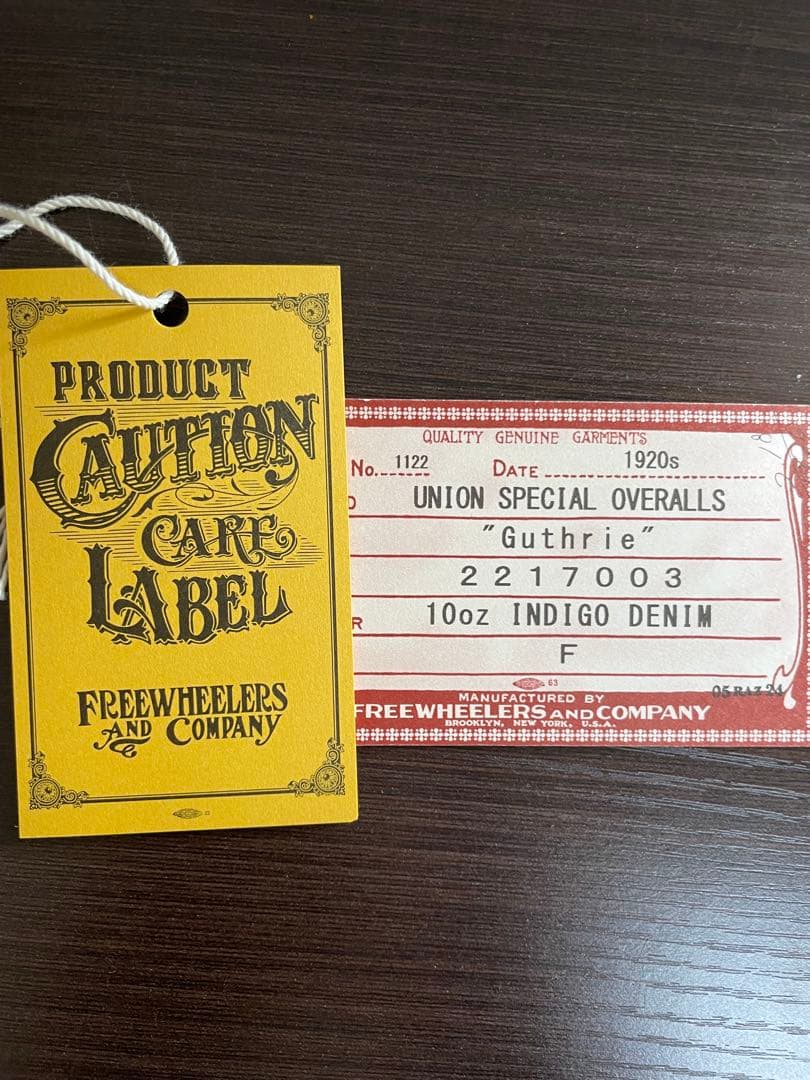 PRODUCT
CAUTION
CARE
LABEL
FREEWHEELERS
AND COMPANY
QUALITY GENUINE GARMENTS
No. 1122 DATE 1920s
UNION SPECIAL OVERALLS
"Guthrie"
2217003
R 10oz INDIGO DENIM
F
63
MANUFACTURED BY
FREEWHEELERS AND COMPANY
BROOKLYN, NEW YORK, U.S.A.